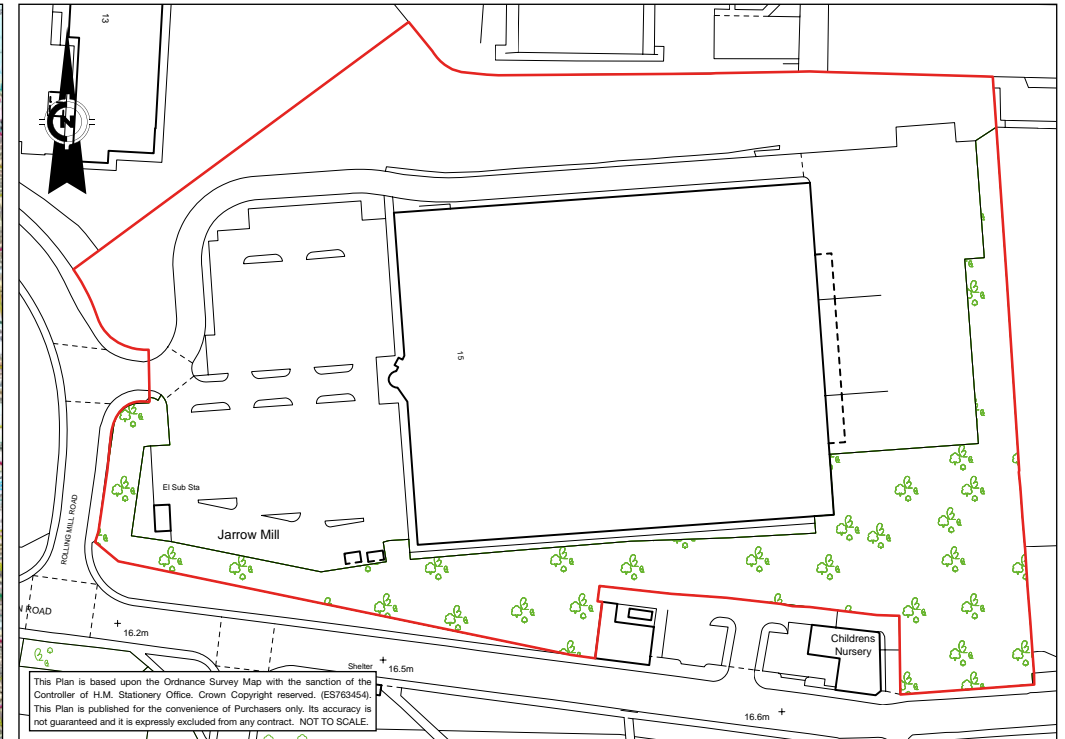 13
N
15
El Sub Sta
Jarrow Mill
ROLLING MILL ROAD
N ROAD
16.2m
Shelter
16.5m
Childrens
Nursery
16.6m
This Plan is based upon the Ordnance Survey Map with the sanction of the
Controller of H.M. Stationery Office. Crown Copyright reserved. (ES763454).
This Plan is published for the convenience of Purchasers only. Its accuracy is
not guaranteed and it is expressly excluded from any contract. NOT TO SCALE.